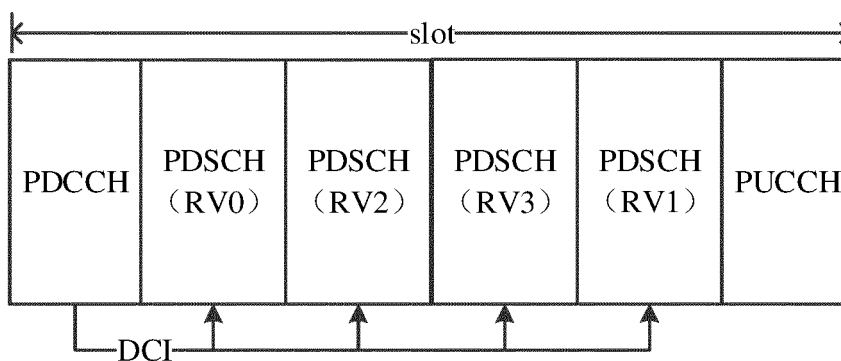 slot
PDCCH
PDSCH
（RV0）
PDSCH
（RV2）
PDSCH
（RV3）
PDSCH
（RV1）
PUCCH
DCI